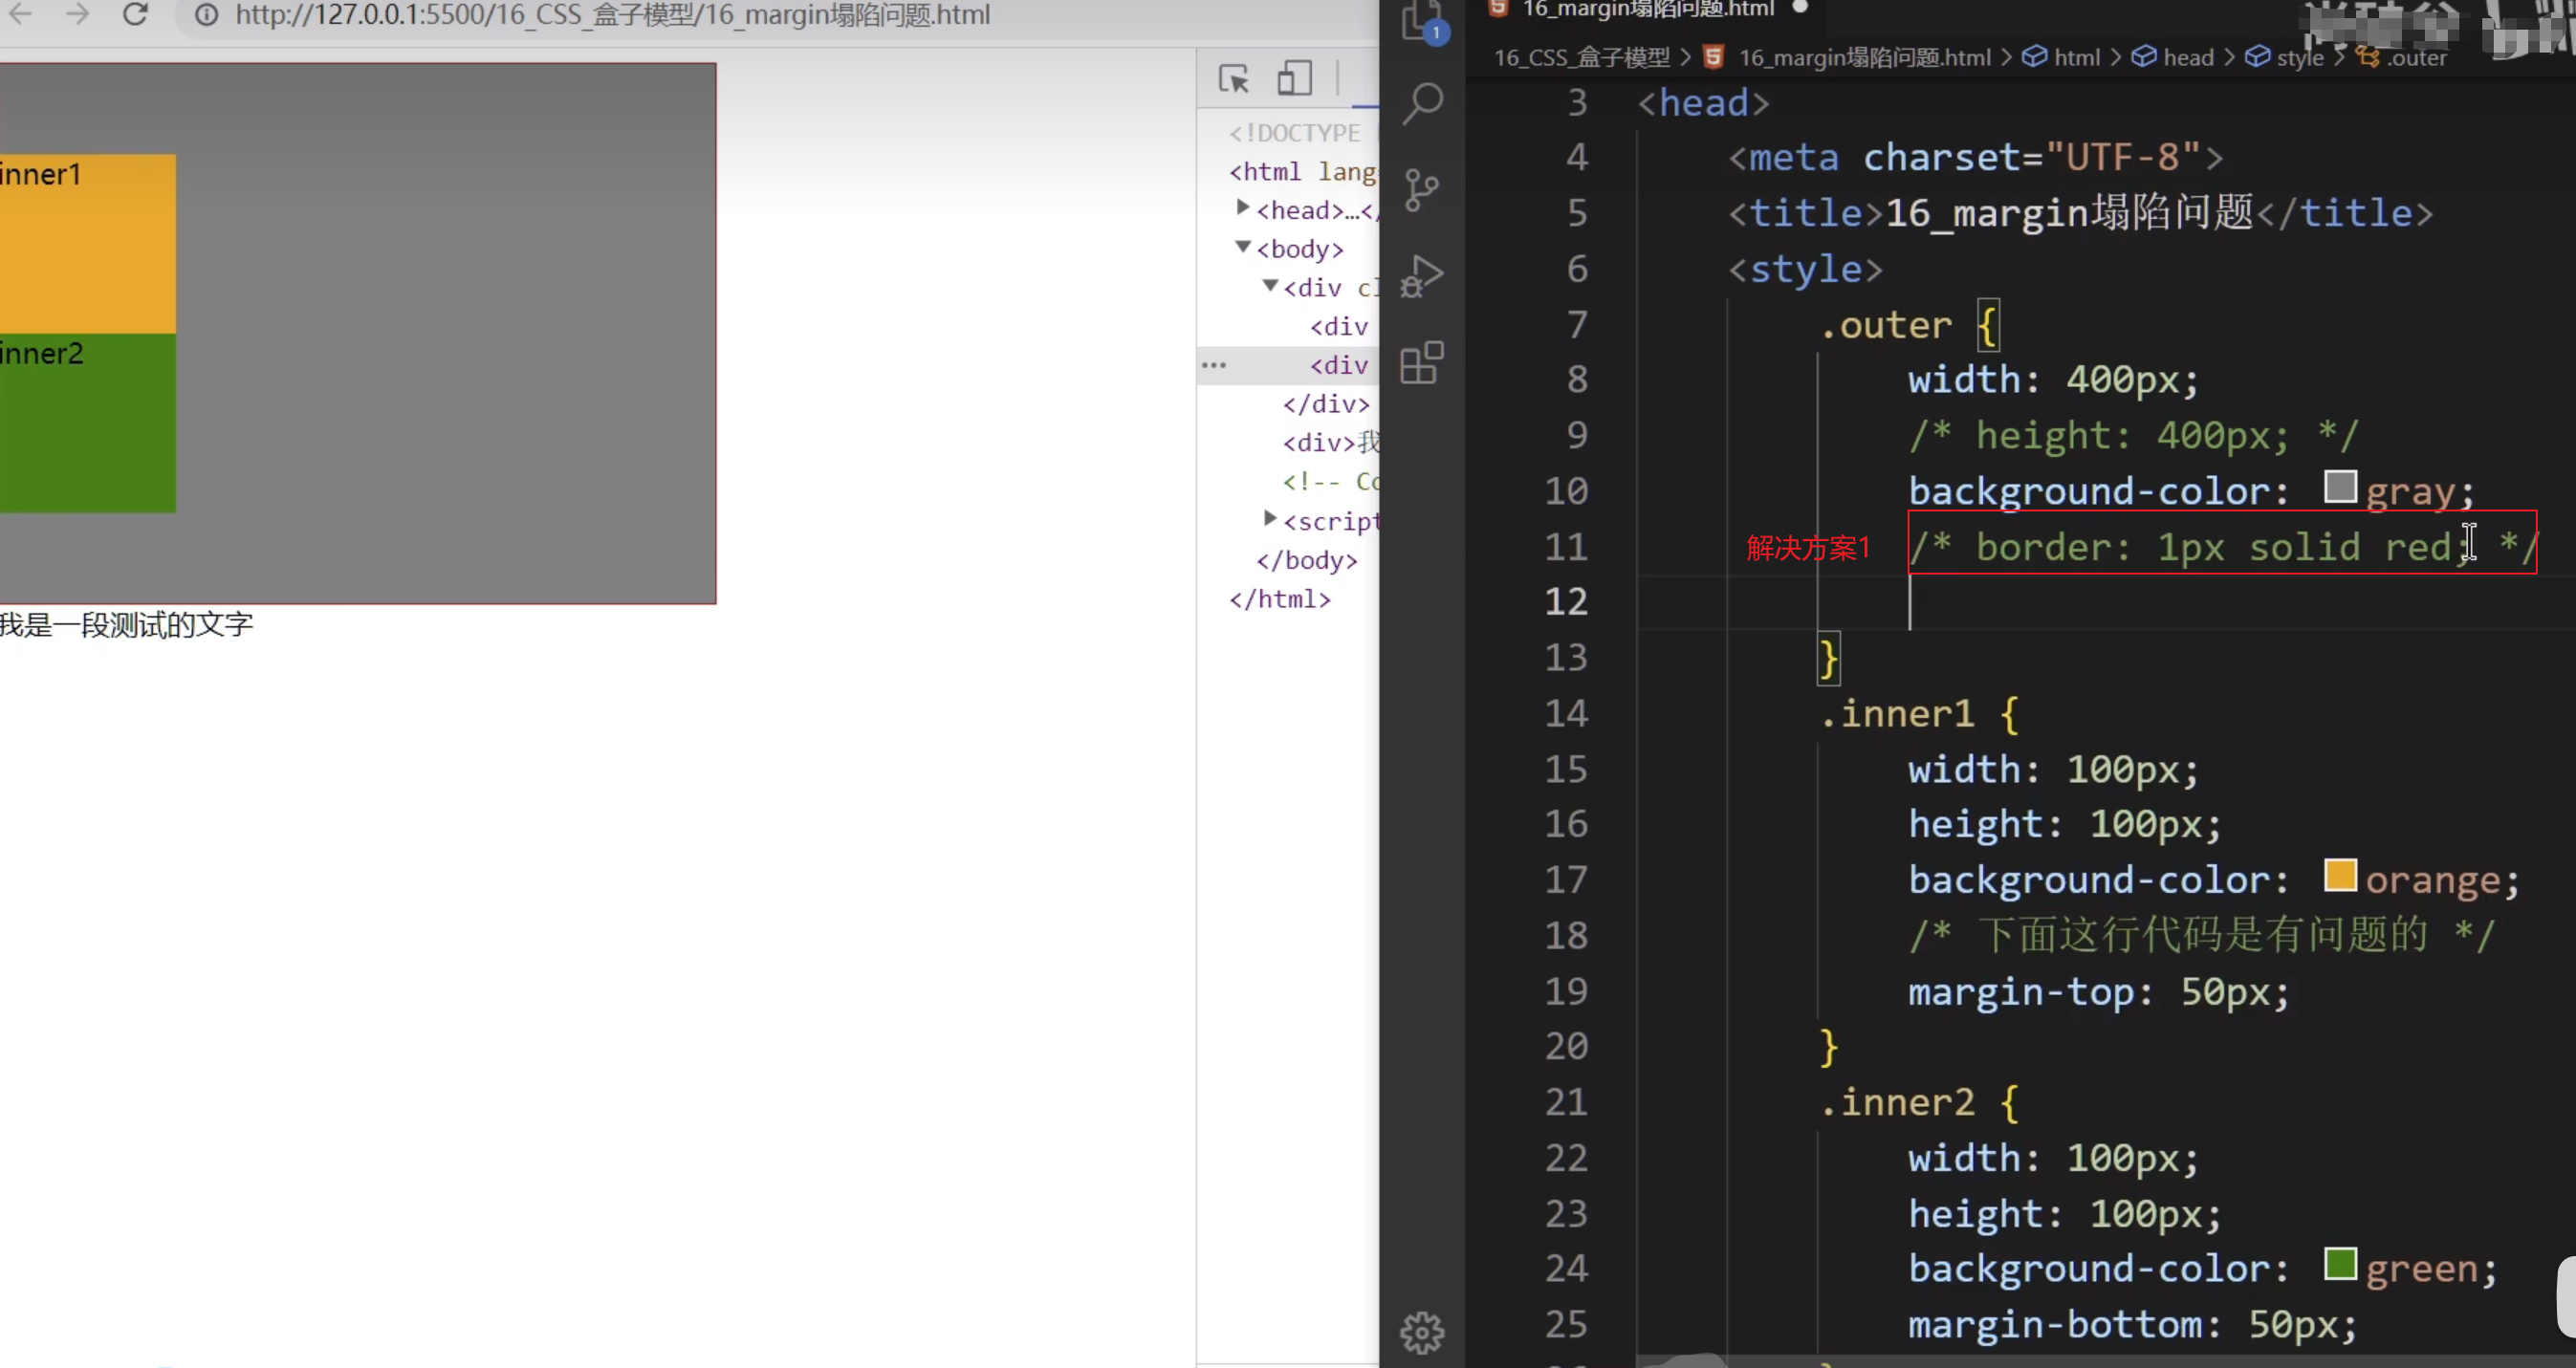 http://127.0.0.1:5500/16_CSS_盒子模型/16_margin塌陷问题.html
inner1
inner2
我是一段测试的文字
<!DOCTYPE
<html lang
<head>…</
<body>
<div cl
<div
<div
</div>
<div>我
<!-- Co
<script
</body>
</html>
1
16_margin塌陷问题.html
16_CSS_盒子模型 > 16_margin塌陷问题.html > html > head > style > .outer
3 <head>
4 <meta charset="UTF-8">
5 <title>16_margin塌陷问题</title>
6 <style>
7 .outer {
8 width: 400px;
9 /* height: 400px; */
10 background-color: gray;
解决方案1
11 /* border: 1px solid red; */
12
13 }
14 .inner1 {
15 width: 100px;
16 height: 100px;
17 background-color: orange;
18 /* 下面这行代码是有问题的 */
19 margin-top: 50px;
20 }
21 .inner2 {
22 width: 100px;
23 height: 100px;
24 background-color: green;
25 margin-bottom: 50px;